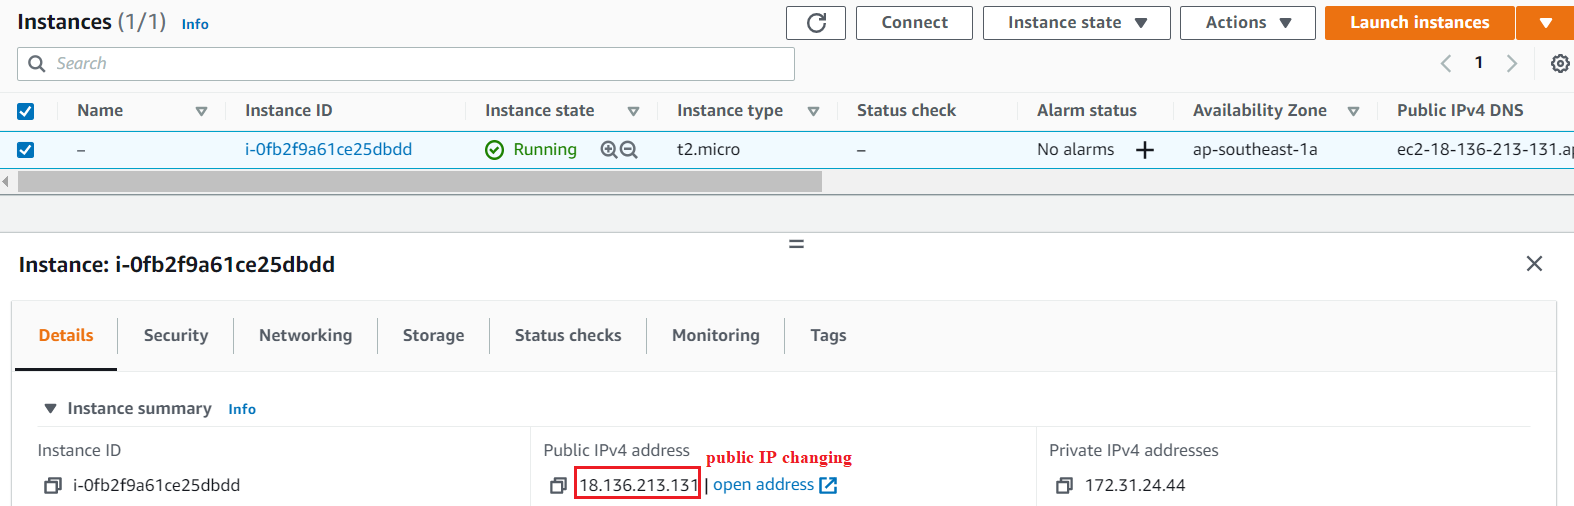 Instances (1/1) Info
Connect Instance state Actions Launch instances
Search
1
Name Instance ID Instance state Instance type Status check Alarm status Availability Zone Public IPv4 DNS
– i-0fb2f9a61ce25dbdd Running t2.micro – No alarms ap-southeast-1a ec2-18-136-213-131.ap
Instance: i-0fb2f9a61ce25dbdd
Details Security Networking Storage Status checks Monitoring Tags
Instance summary Info
Instance ID Public IPv4 address public IP changing Private IPv4 addresses
i-0fb2f9a61ce25dbdd 18.136.213.131 | open address 172.31.24.44